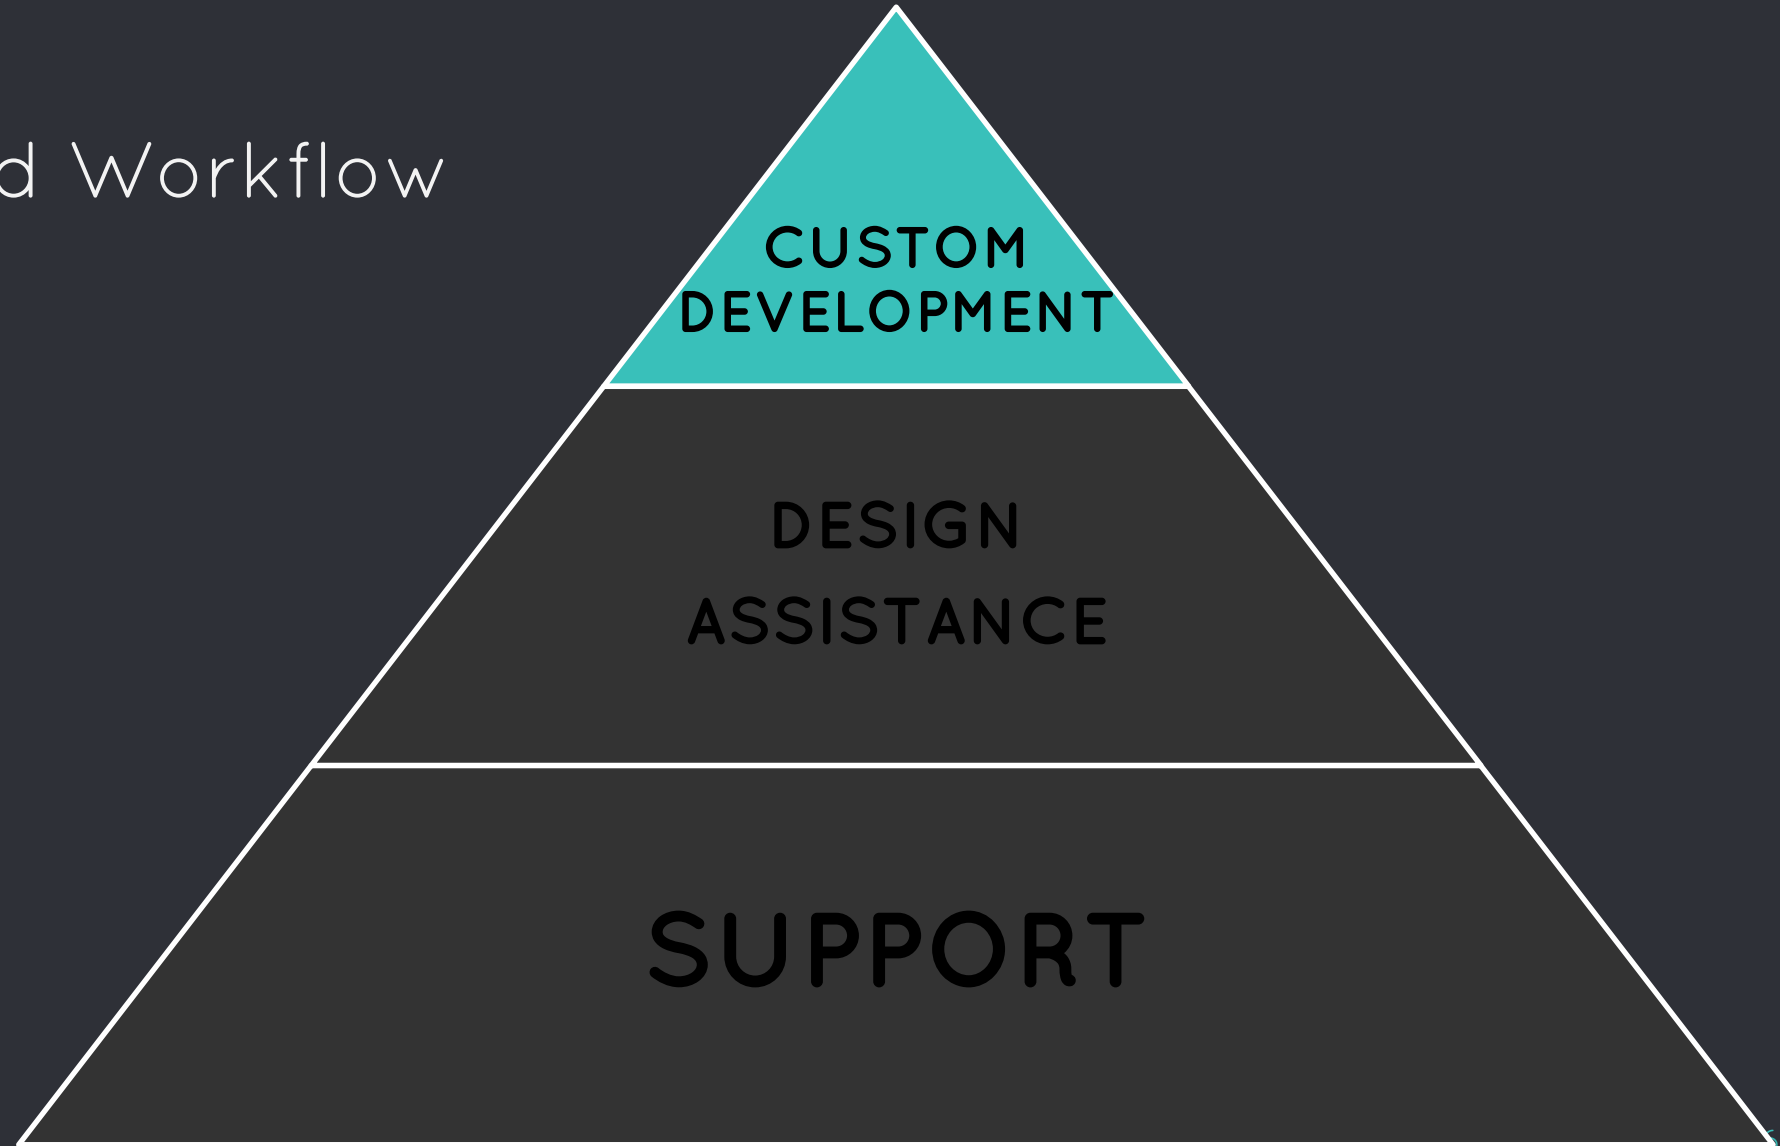 d Workflow
CUSTOM
DEVELOPMENT
DESIGN
ASSISTANCE
SUPPORT